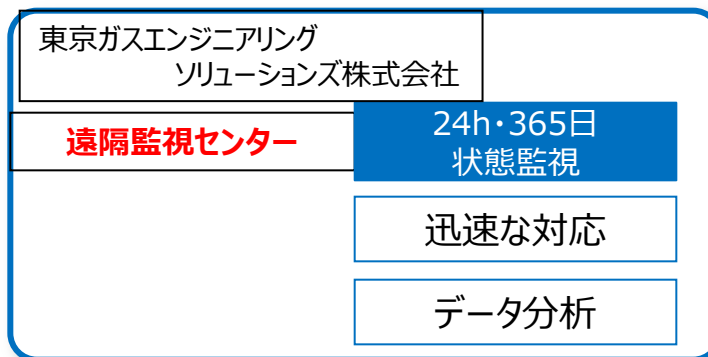 東京ガスエンジニアリング
ソリューションズ株式会社
遠隔監視センター
24h・365日
状態監視
迅速な対応
データ分析